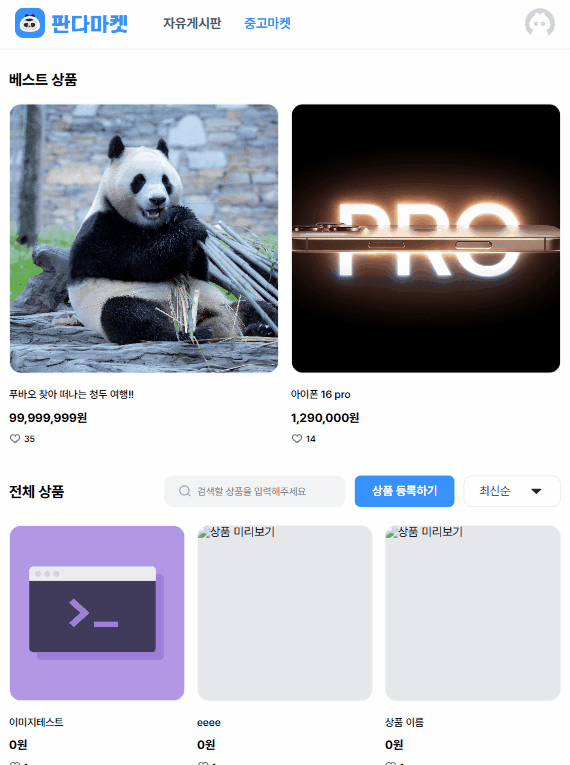 판다마켓 자유게시판 중고마켓
베스트 상품
PRO
푸바오 찾아 떠나는 청두 여행!! 아이폰 16 pro
99,999,999원 1,290,000원
35 14
전체 상품 검색할 상품을 입력해주세요 상품 등록하기 최신순
>_ 상품 미리보기 상품 미리보기
이미지테스트 eeee 상품 이름
0원 0원 0원